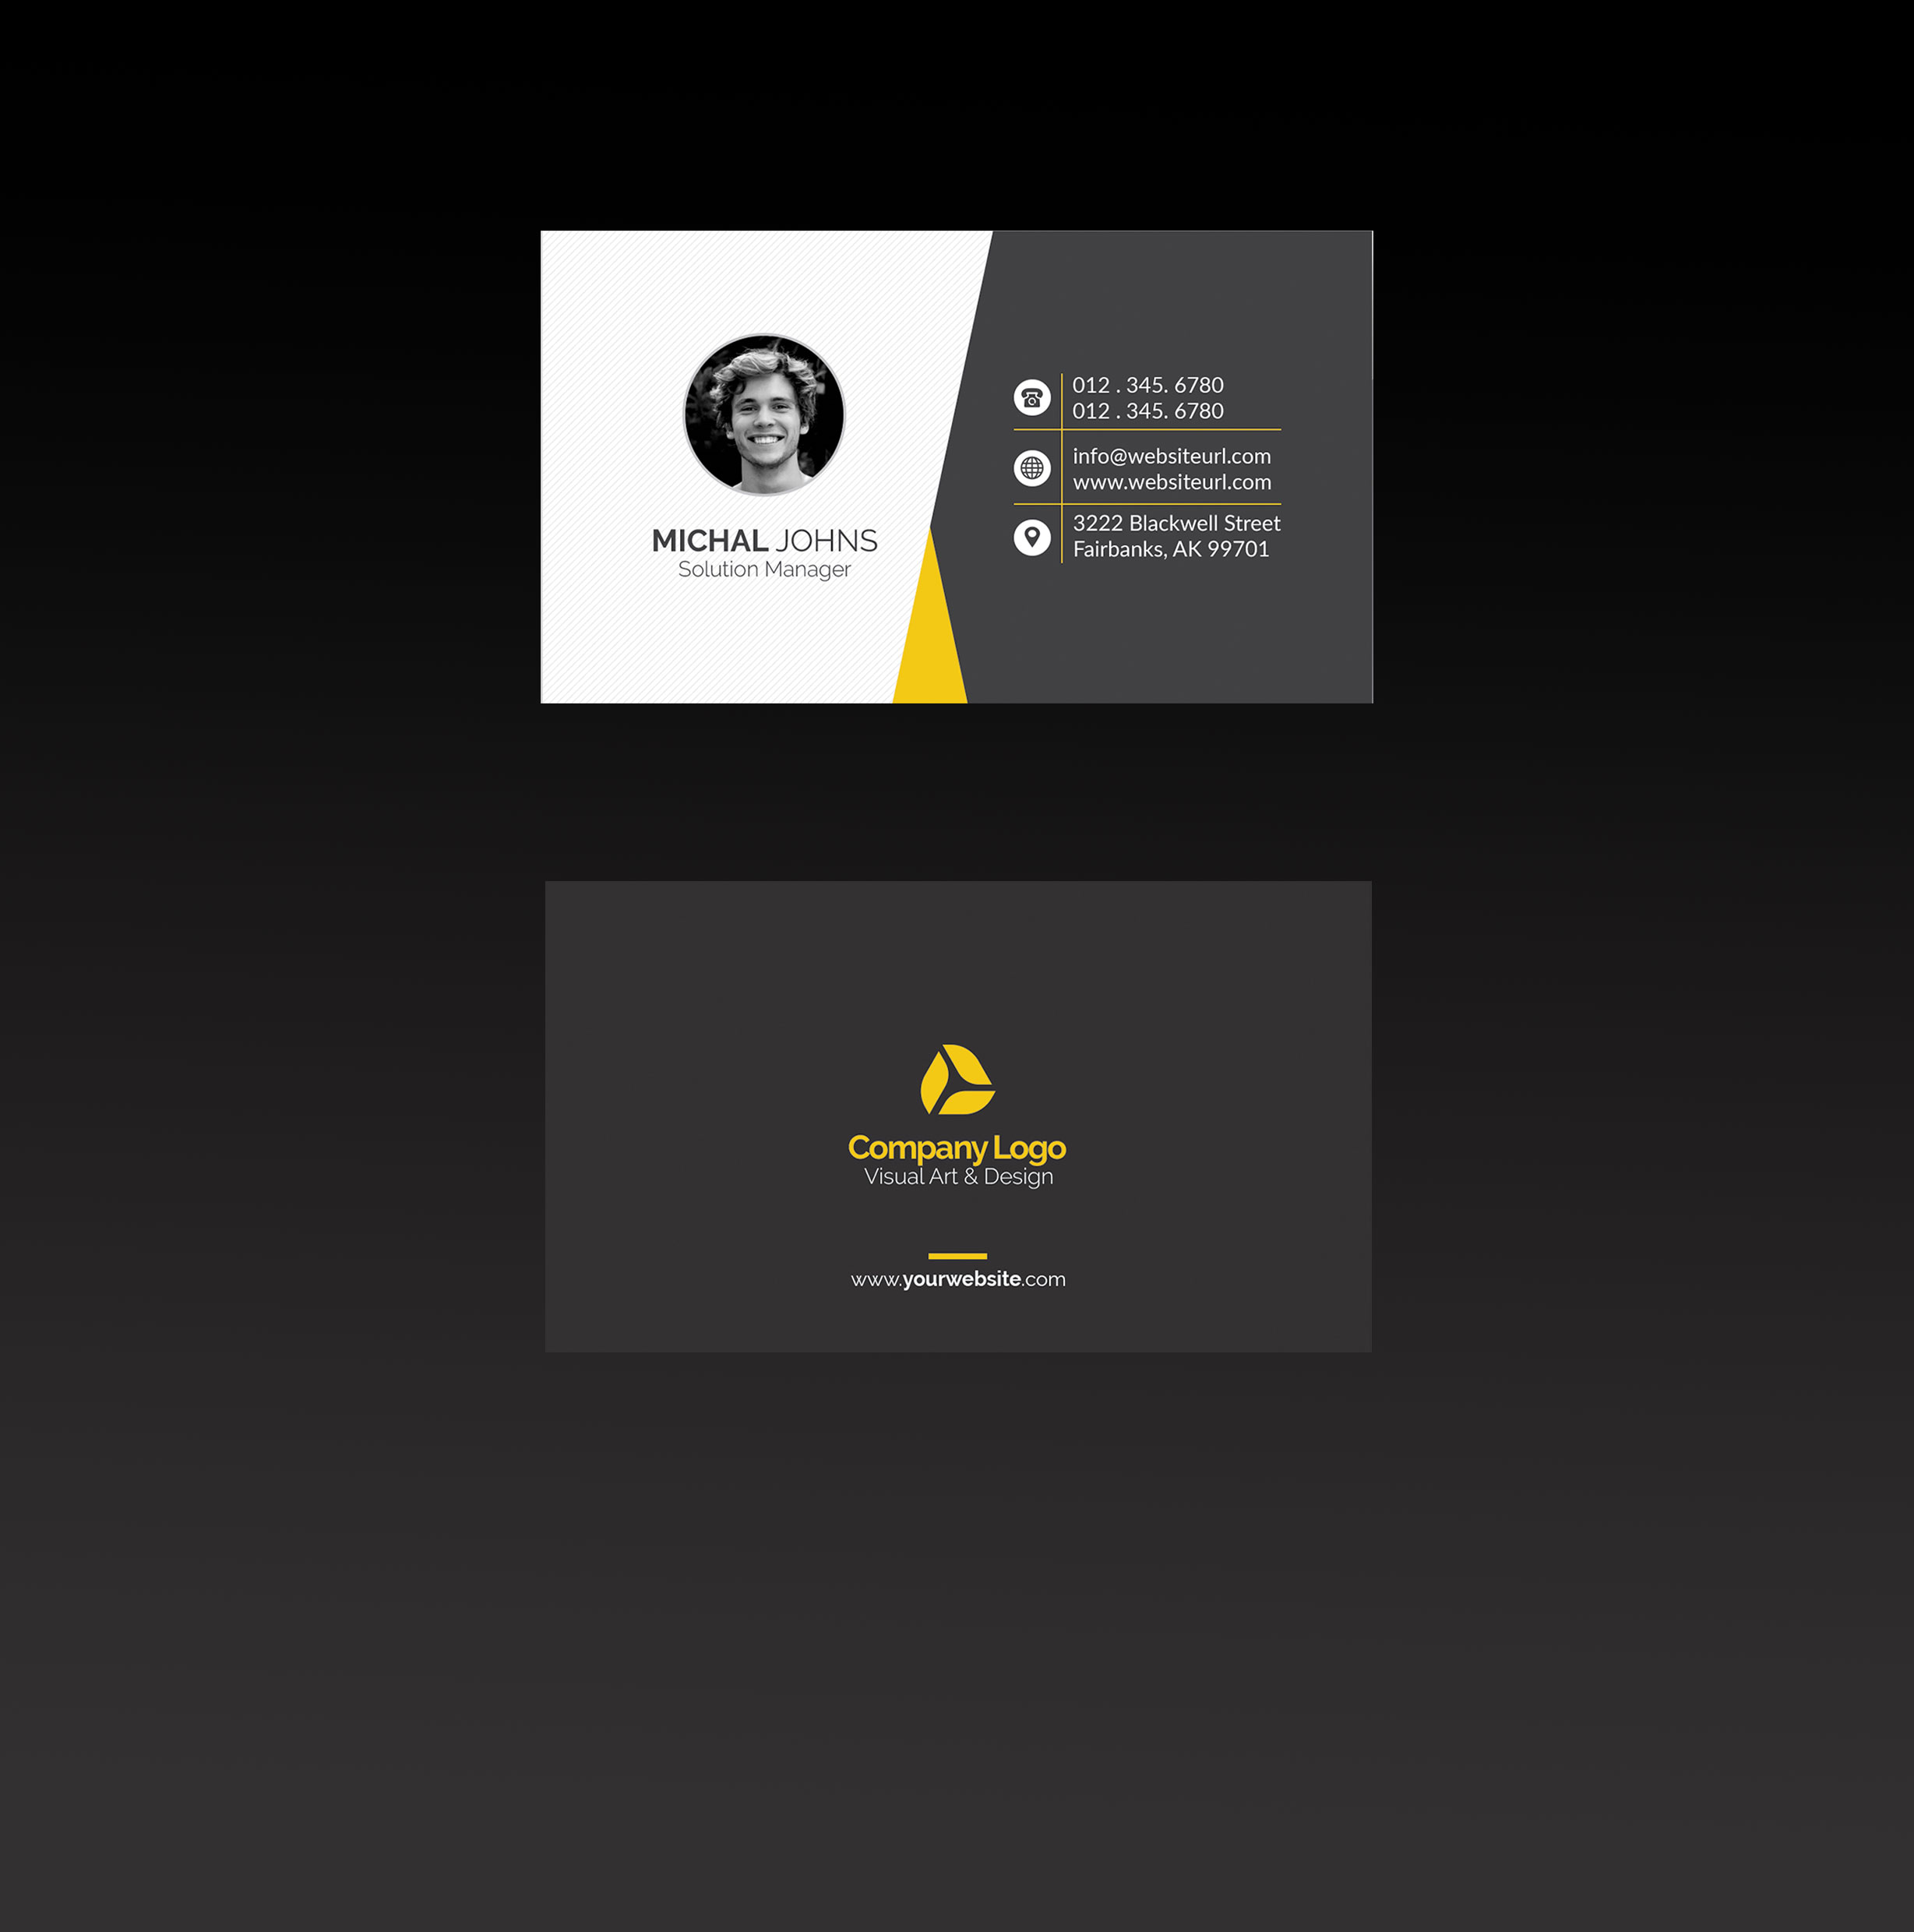 MICHAL JOHNS
Solution Manager
012 . 345. 6780
012 . 345. 6780
info@websiteurl.com
www.websiteurl.com
3222 Blackwell Street
Fairbanks, AK 99701
Company Logo
Visual Art & Design
www.yourwebsite.com